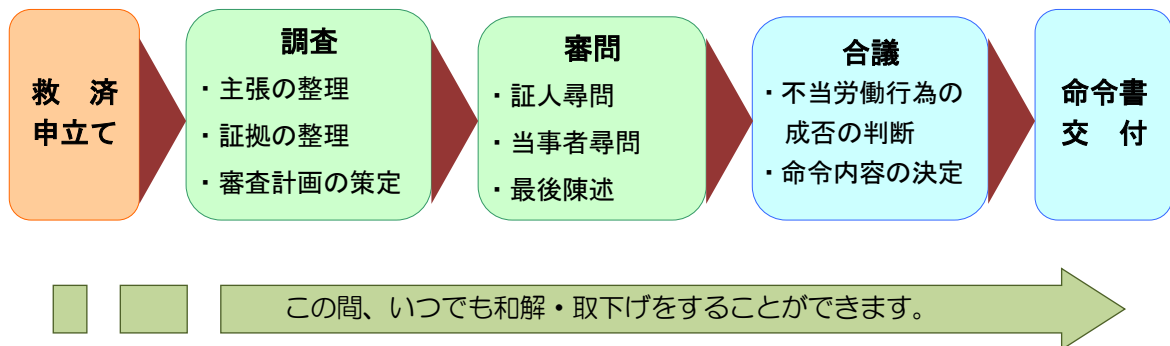 救　済
申立て
調査
・主張の整理
・証拠の整理
・審査計画の策定
審問
・証人尋問
・当事者尋問
・最後陳述
合議
・不当労働行為の
成否の判断
・命令内容の決定
命令書
交　付
この間、いつでも和解・取下げをすることができます。